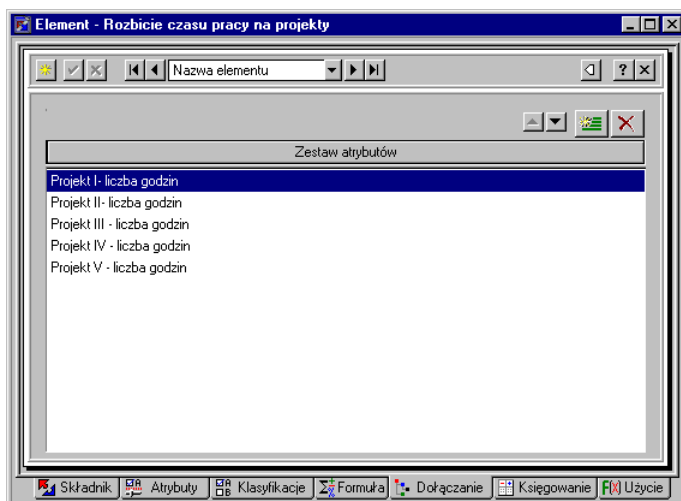 Element - Rozbicie czasu pracy na projekty
Nazwa elementu
Zestaw atrybutów
Projekt I- liczba godzin
Projekt II- liczba godzin
Projekt III - liczba godzin
Projekt IV - liczba godzin
Projekt V - liczba godzin
Składnik Atrybuty Klasyfikacje Formuła Dołączanie Księgowanie F(X) Użycie